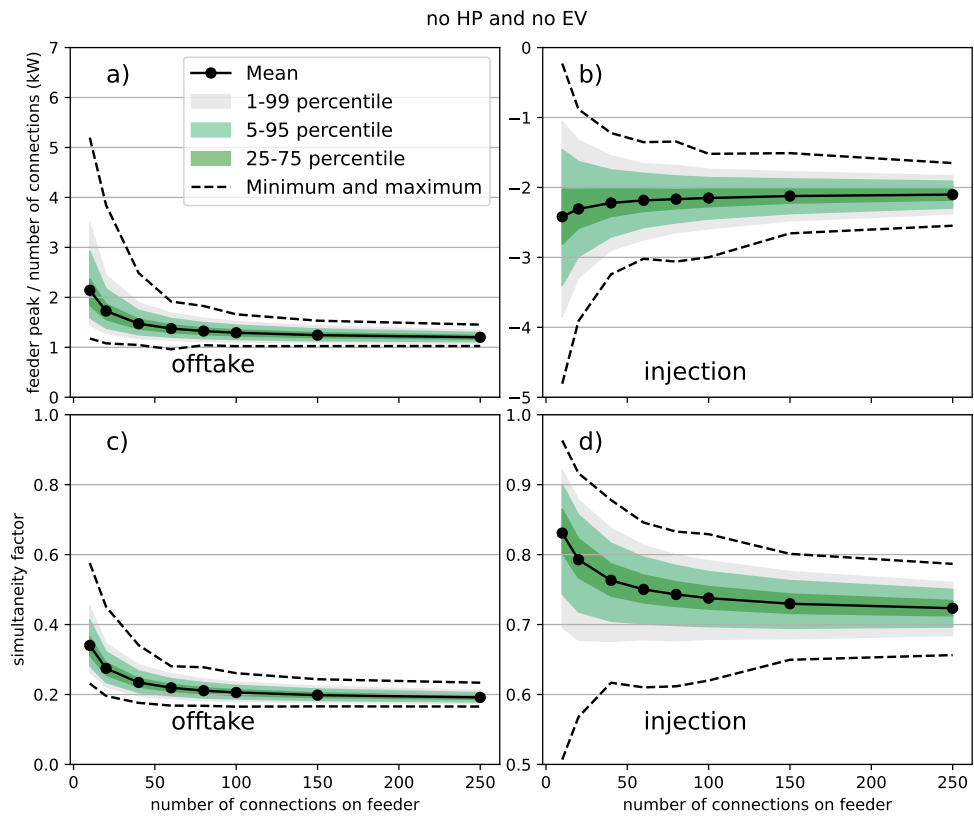 no HP and no EV
feeder peak / number of connections (kW)
7
6
5
4
3
2
1
0
a)
Mean
1-99 percentile
5-95 percentile
25-75 percentile
Minimum and maximum
offtake
0
−1
−2
−3
−4
−5
b)
injection
simultaneity factor
1.0
0.8
0.6
0.4
0.2
0.0
c)
offtake
0 50 100 150 200 250
number of connections on feeder
1.0
0.9
0.8
0.7
0.6
0.5
d)
injection
0 50 100 150 200 250
number of connections on feeder